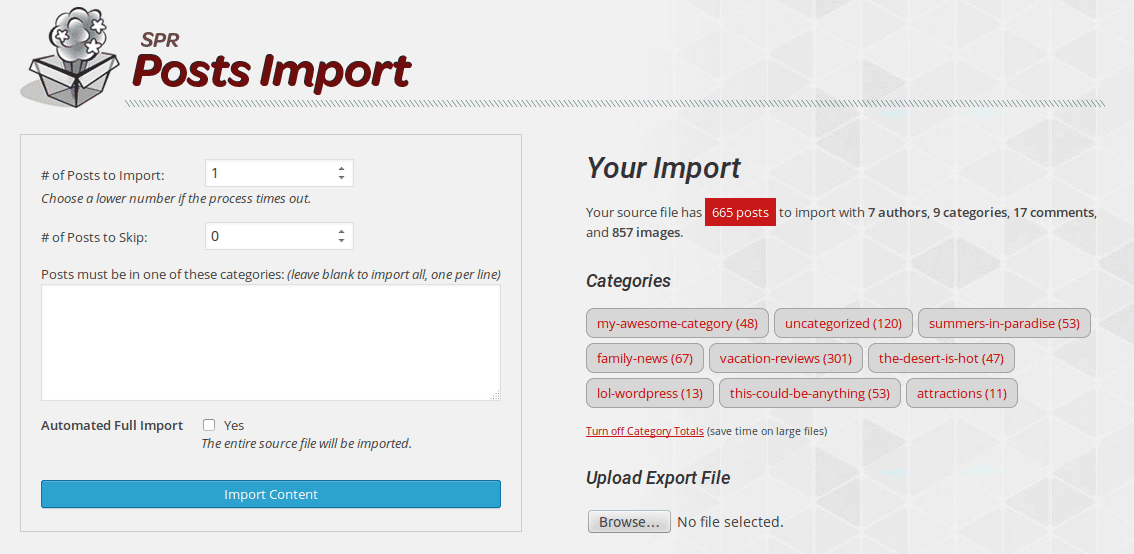 SPR
Posts Import
# of Posts to Import: 1
Choose a lower number if the process times out.
# of Posts to Skip: 0
Posts must be in one of these categories: (leave blank to import all, one per line)
Automated Full Import Yes
The entire source file will be imported.
Import Content
Your Import
Your source file has 665 posts to import with 7 authors, 9 categories, 17 comments,
and 857 images.
Categories
my-awesome-category (48) uncategorized (120) summers-in-paradise (53)
family-news (67) vacation-reviews (301) the-desert-is-hot (47)
lol-wordpress (13) this-could-be-anything (53) attractions (11)
Turn off Category Totals (save time on large files)
Upload Export File
Browse... No file selected.